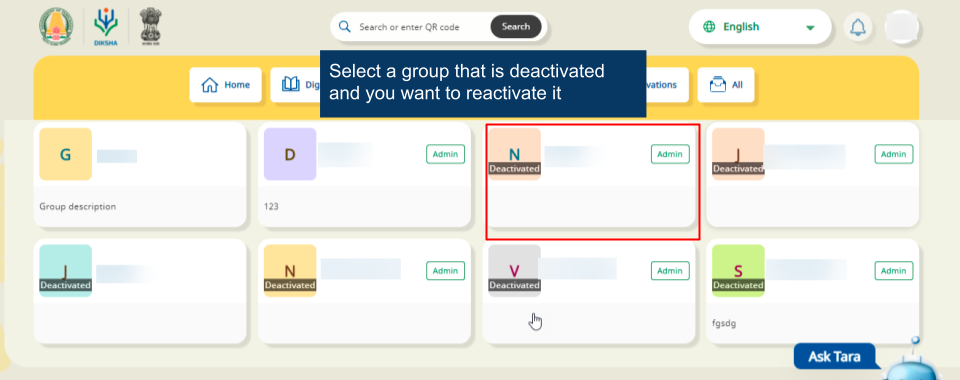 DIKSHA
Search or enter QR code
Search
English
Select a group that is deactivated
and you want to reactivate it
Home
Dig
vations
All
G
D
Admin
N
Deactivated
Admin
J
Deactivated
Admin
Group description
123
J
Deactivated
N
Deactivated
Admin
V
Deactivated
Admin
S
Deactivated
Admin
fgsdg
Ask Tara